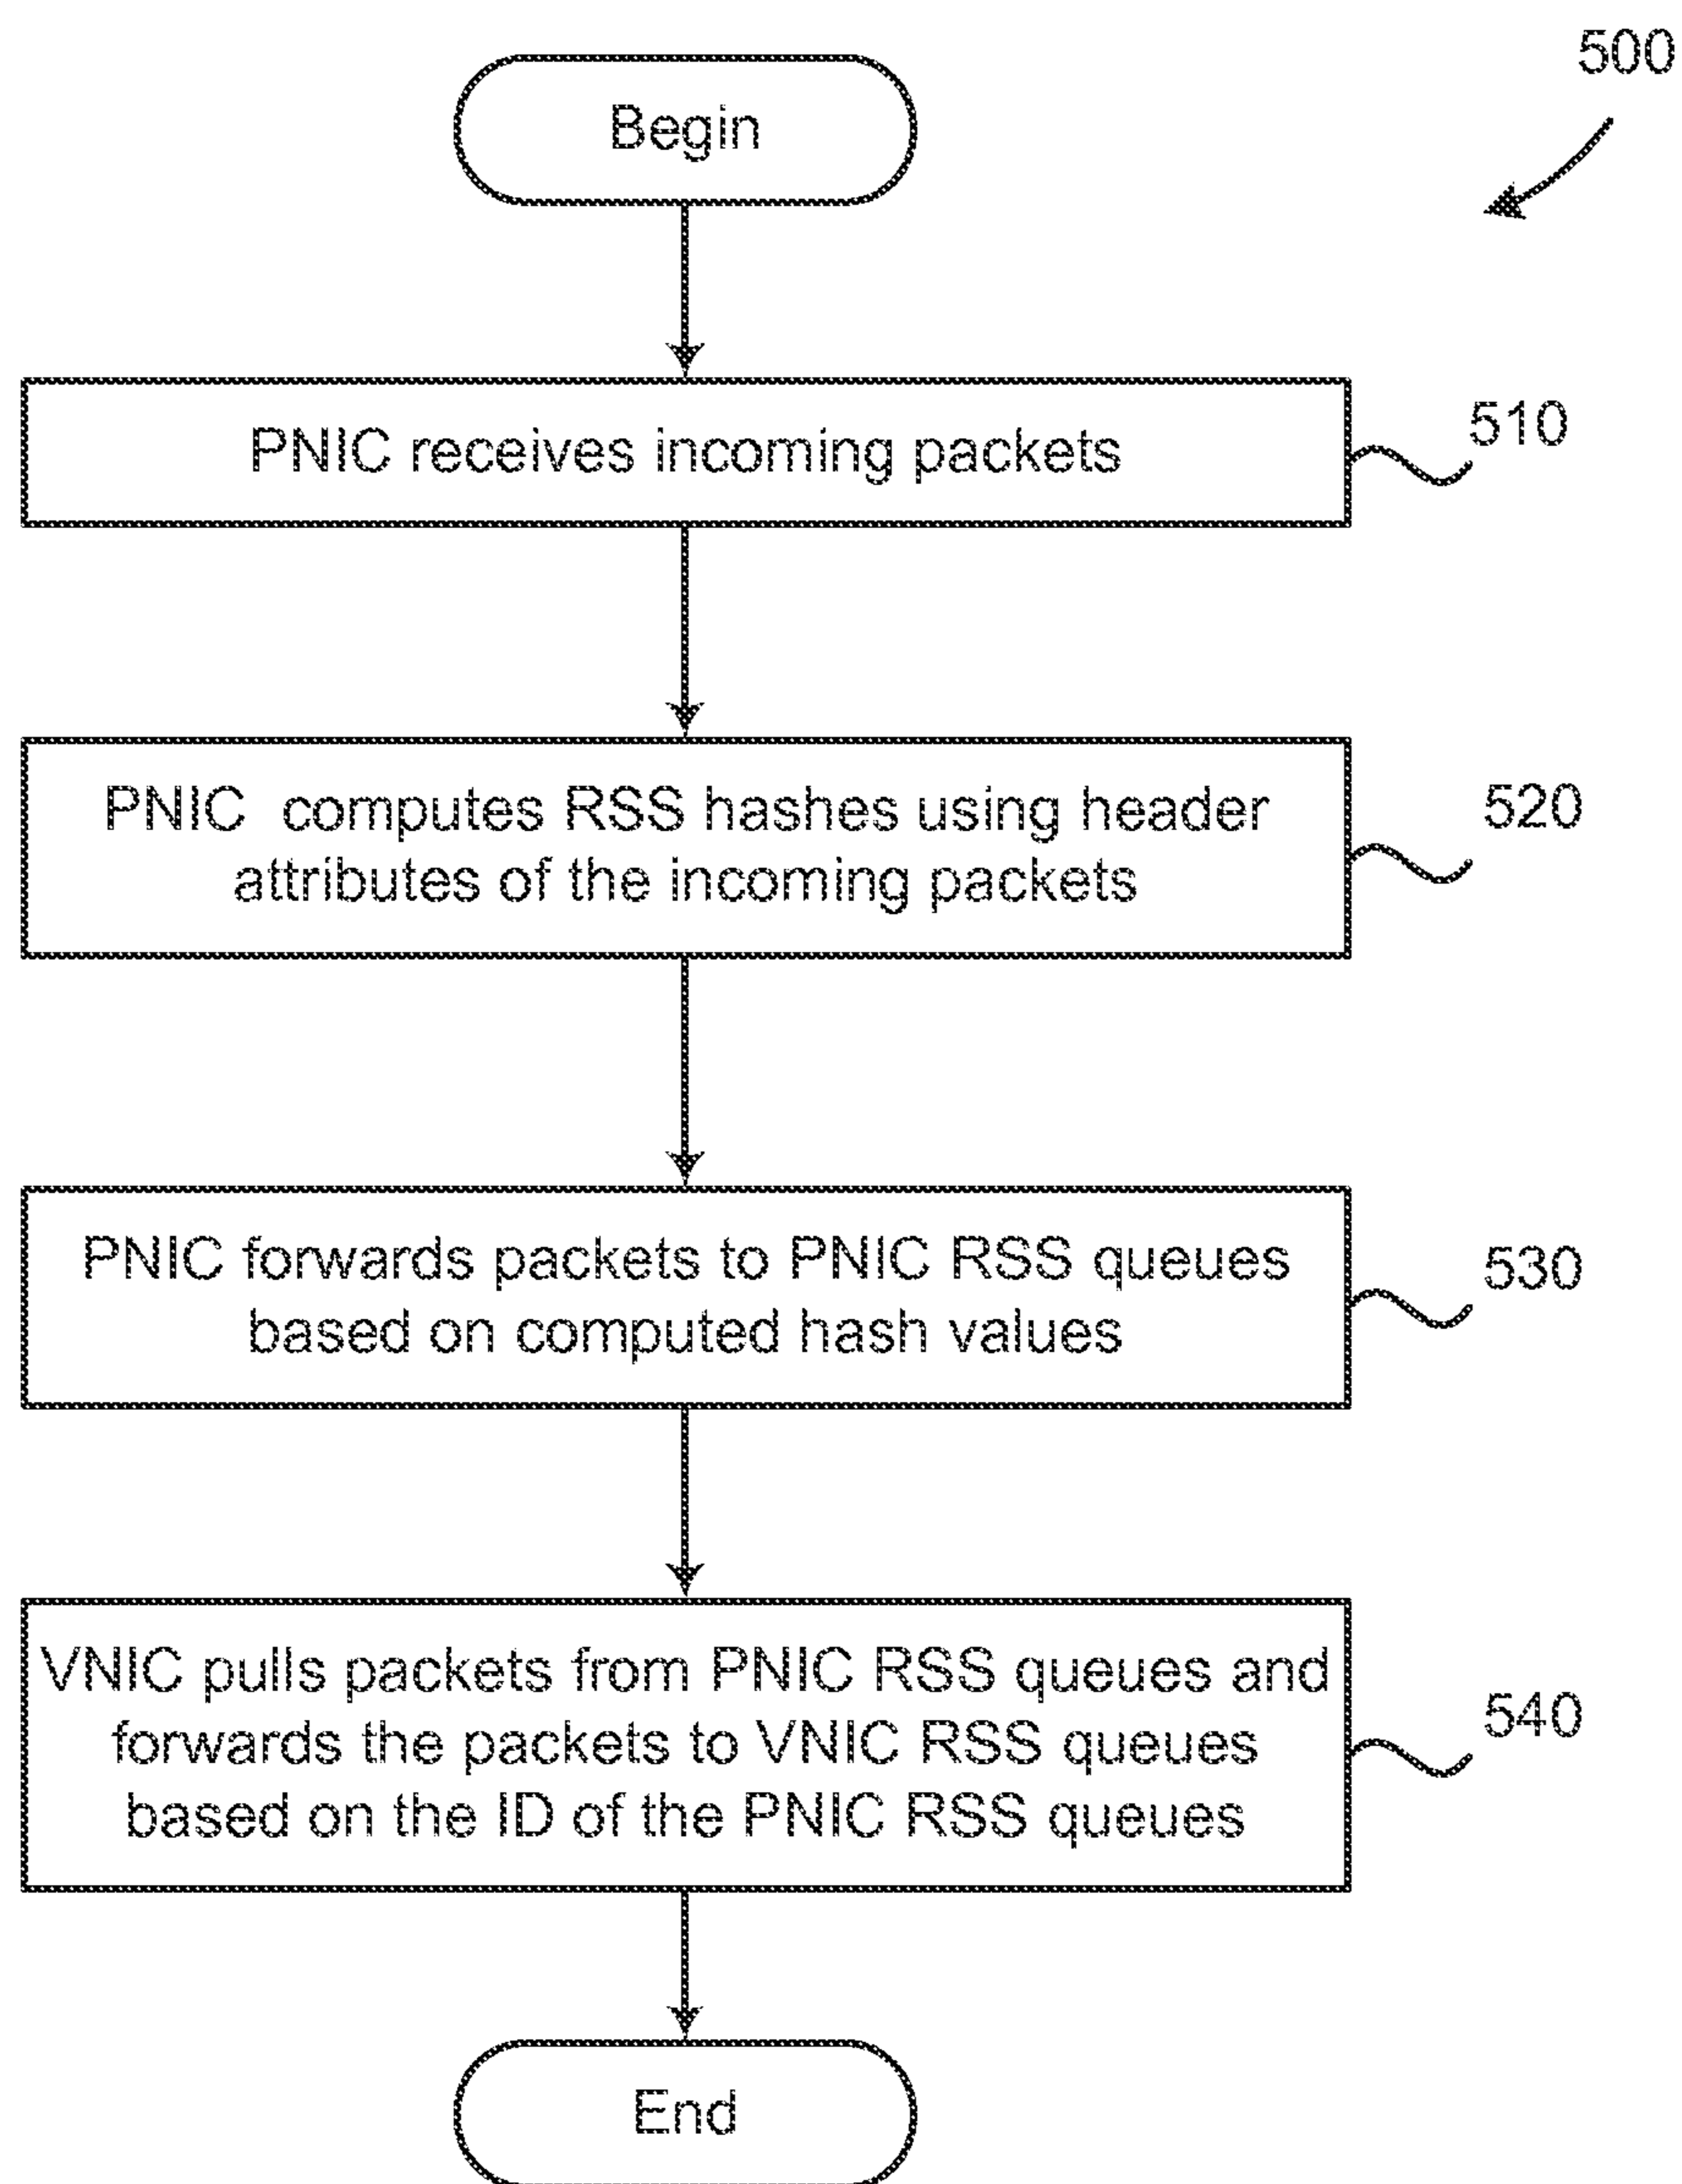 500
Begin
PNIC receives incoming packets
510
PNIC computes RSS hashes using header
attributes of the incoming packets
520
PNIC forwards packets to PNIC RSS queues
based on computed hash values
530
VNIC pulls packets from PNIC RSS queues and
forwards the packets to VNIC RSS queues
based on the ID of the PNIC RSS queues
540
End